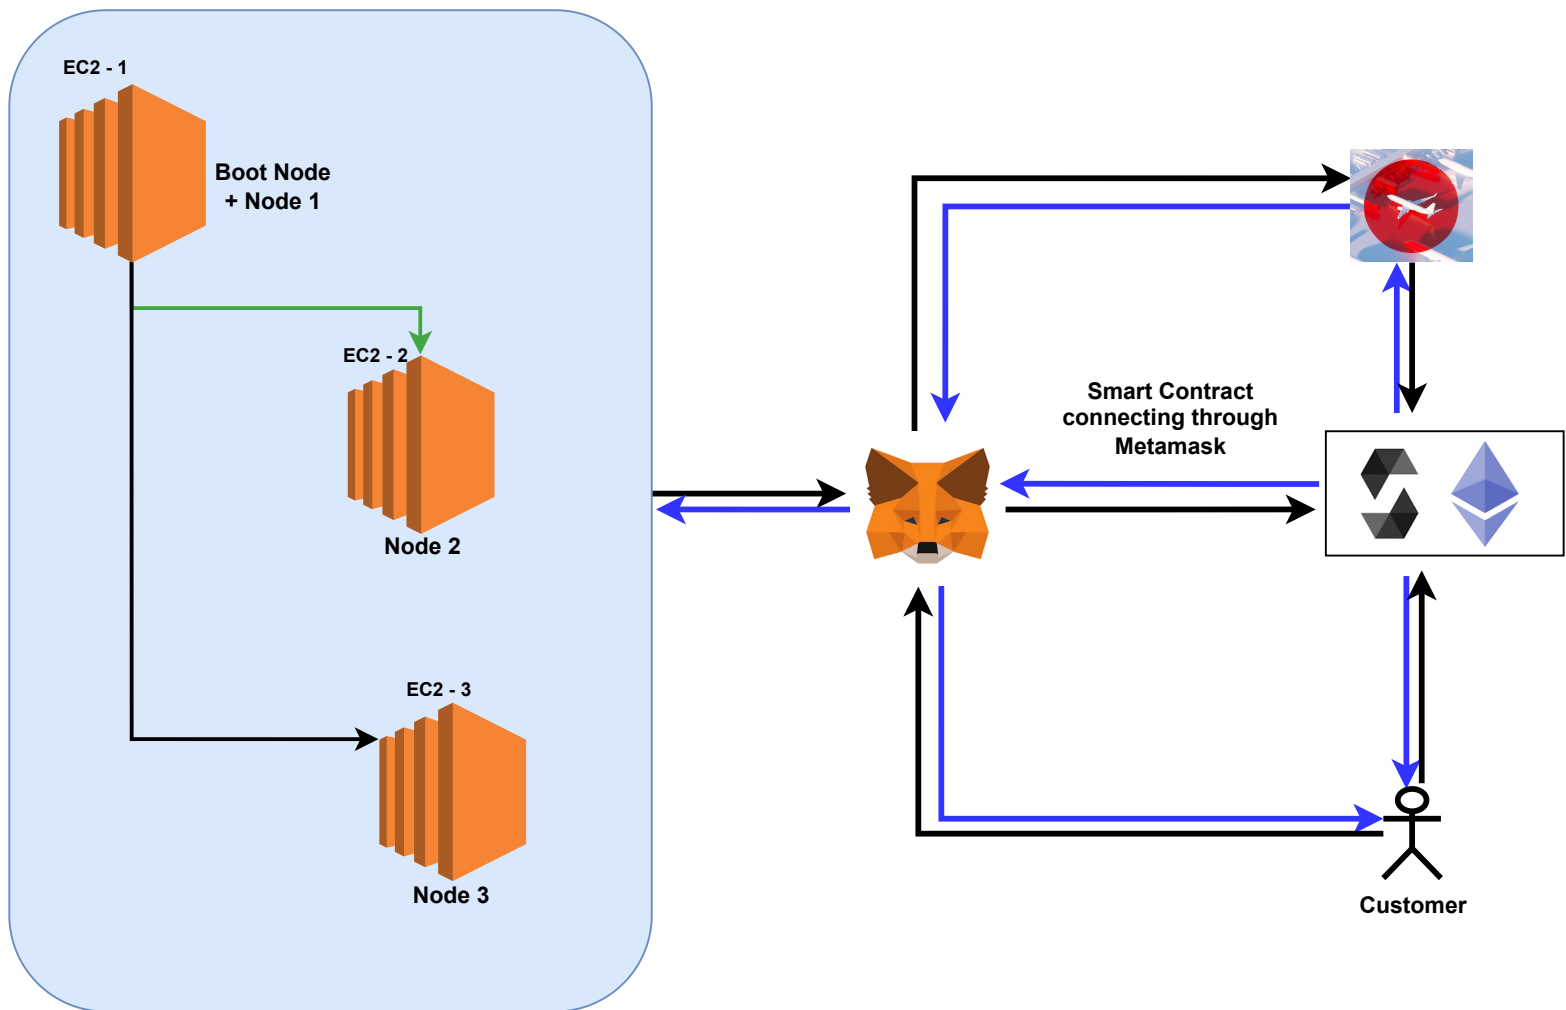 EC2 - 1
Boot Node
+ Node 1
EC2 - 2
Node 2
EC2 - 3
Node 3
Smart Contract
connecting through
Metamask
Customer